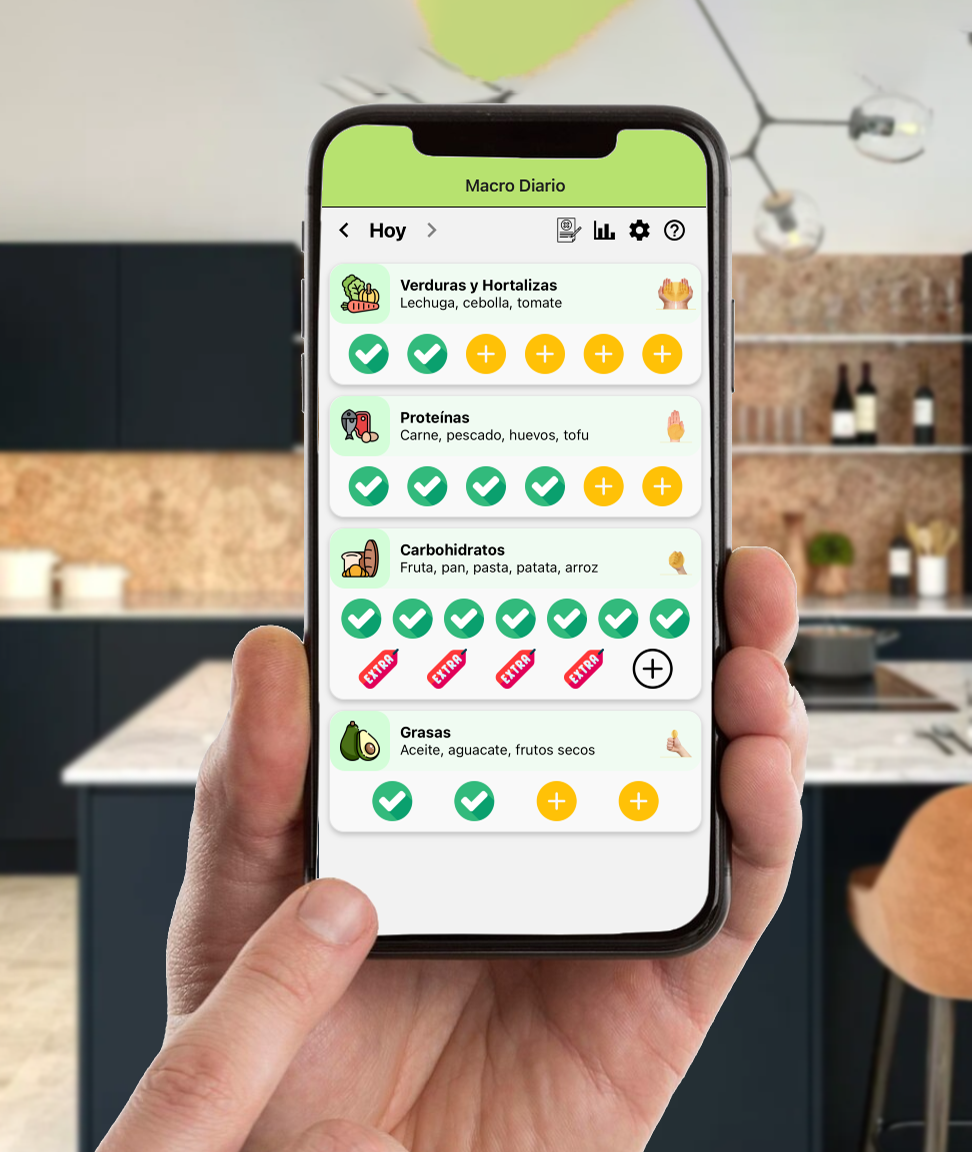 Macro Diario
Hoy
Verduras y Hortalizas
Lechuga, cebolla, tomate
Proteínas
Carne, pescado, huevos, tofu
Carbohidratos
Fruta, pan, pasta, patata, arroz
EXTRA EXTRA EXTRA EXTRA
Grasas
Aceite, aguacate, frutos secos